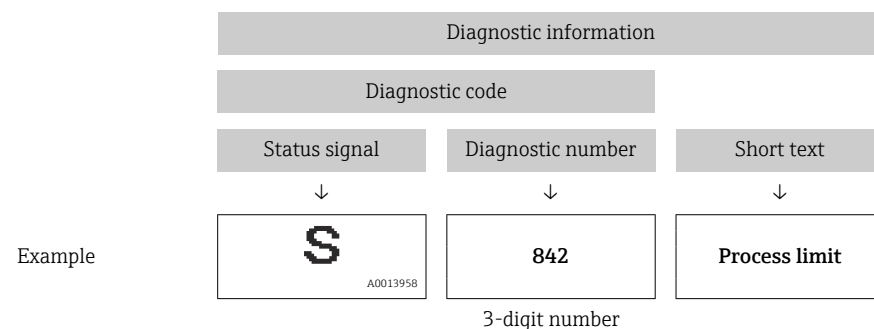 Diagnostic information
Diagnostic code
Status signal Diagnostic number Short text
↓ ↓ ↓
Example S 842 Process limit
A0013958
3-digit number